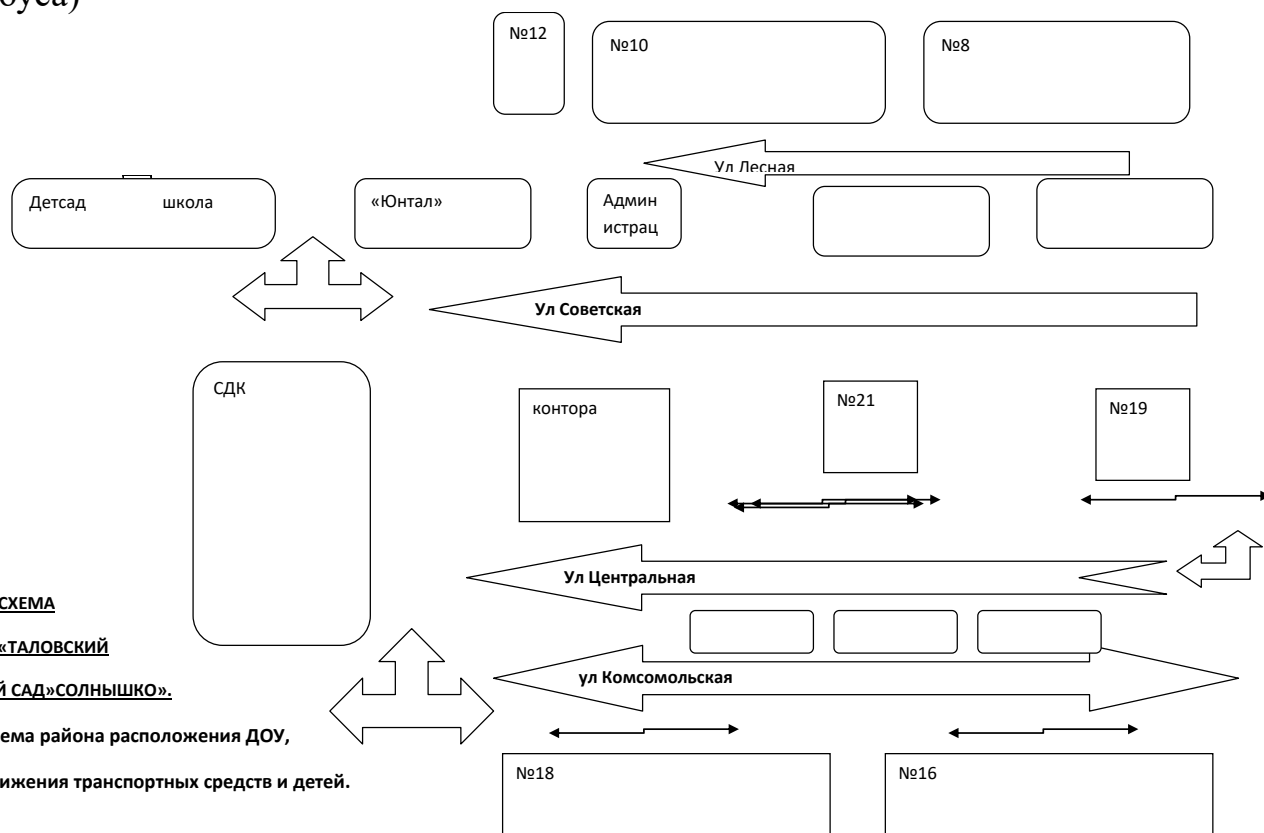 буса)
№12
№10
№8
Ул Лесная
Детсад школа
«Юнтал»
Админ
истрац
Ул Советская
СДК
контора
№21
№19
Ул Центральная
СХЕМА
«ТАЛОВСКИЙ
Й САД»СОЛНЫШКО».
ул Комсомольская
ема района расположения ДОУ,
ижения транспортных средств и детей.
№18
№16